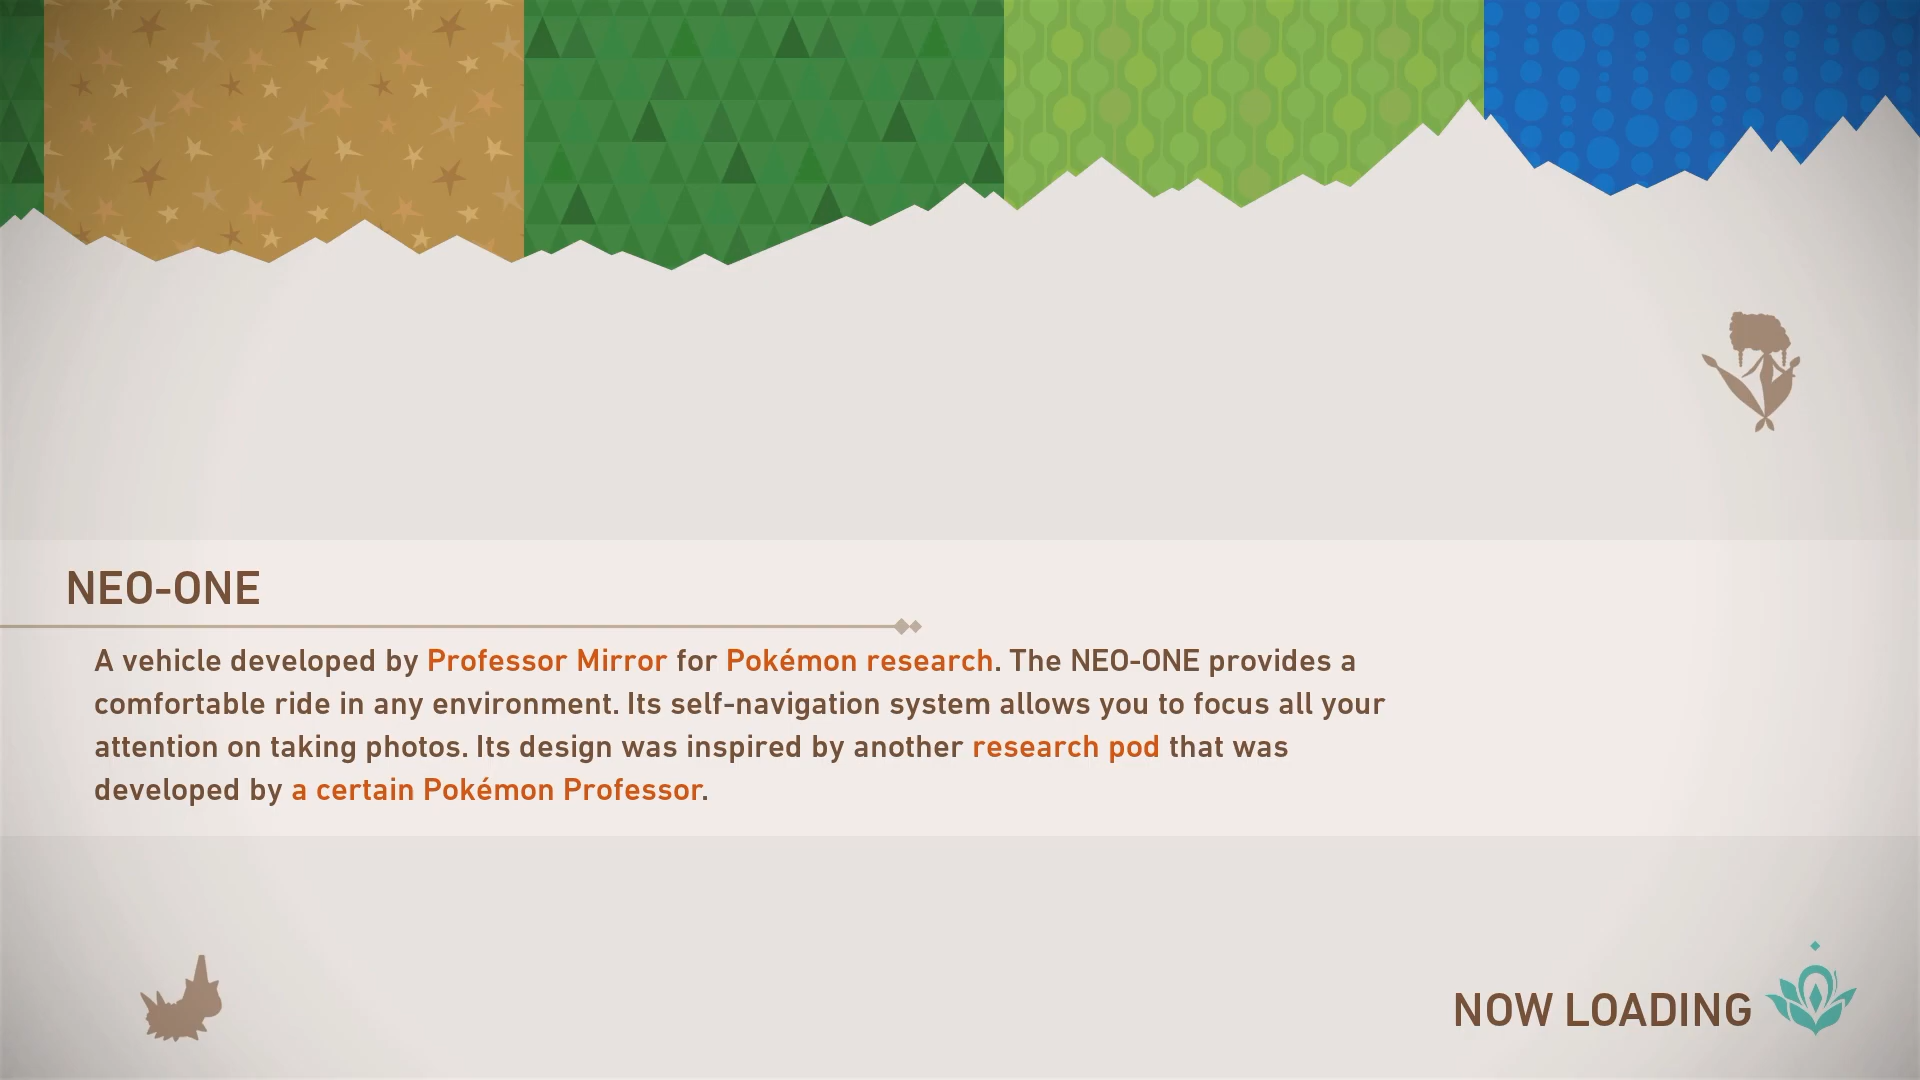 NEO-ONE
A vehicle developed by Professor Mirror for Pokémon research. The NEO-ONE provides a
comfortable ride in any environment. Its self-navigation system allows you to focus all your
attention on taking photos. Its design was inspired by another research pod that was
developed by a certain Pokémon Professor.
NOW LOADING